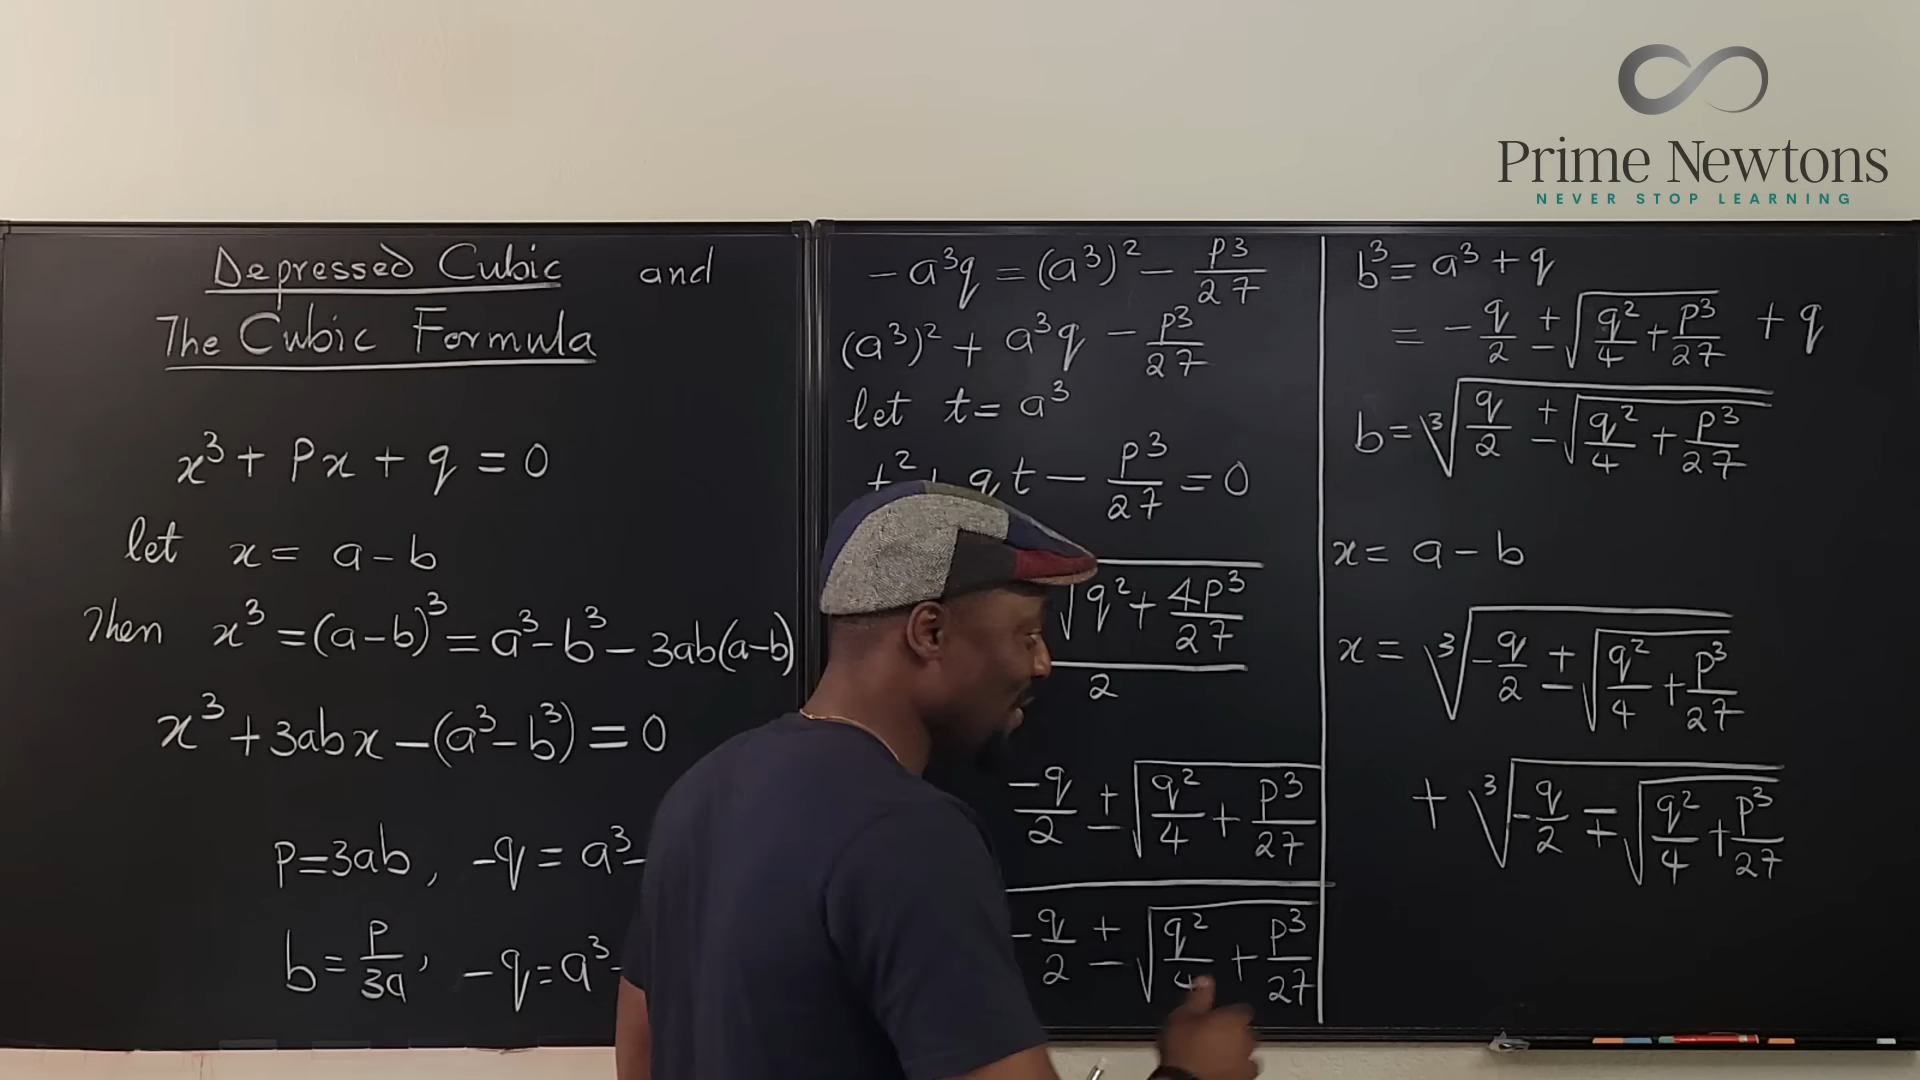 Prime Newtons
NEVER STOP LEARNING
Depressed Cubic and
The Cubic Formula
x³ + Px + q = 0
let x = a - b
Then x³ = (a-b)³ = a³ - b³ - 3ab(a-b)
x³ + 3abx - (a³ - b³) = 0
P = 3ab, -q = a³ -
b = P/3a, -q = a³ -
-a³q = (a³)² - P³/27
(a³)² + a³q - P³/27
let t = a³
t² + qt - P³/27 = 0
√(q² + 4P³/27)
2
-q/2 ± √(q²/4 + P³/27)
-q/2 ± √(q²/4 + P³/27)
b³ = a³ + q
= -q/2 ± √(q²/4 + P³/27) + q
b = ∛(q/2 ± √(q²/4 + P³/27))
x = a - b
x = ∛(-q/2 ± √(q²/4 + P³/27))
+ ∛(-q/2 ∓ √(q²/4 + P³/27))